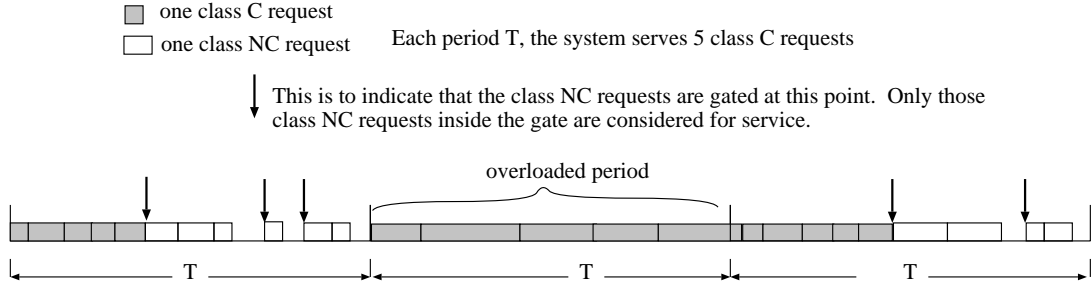 one class C request
one class NC request
Each period T, the system serves 5 class C requests
This is to indicate that the class NC requests are gated at this point. Only those
class NC requests inside the gate are considered for service.
overloaded period
T
T
T